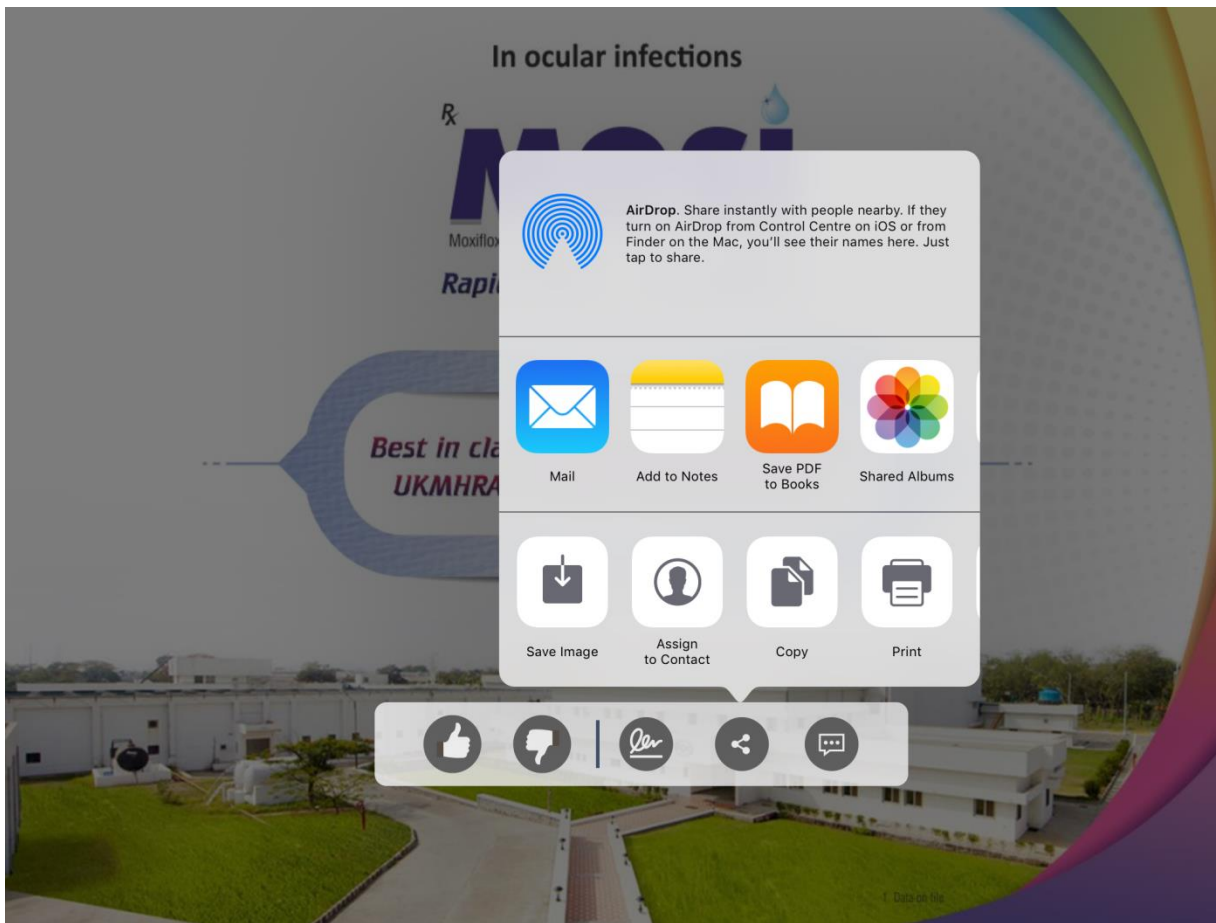 In ocular infections
Rx
MOSi
Moxiflox
Rapi
Best in cla
UKMHRA
AirDrop. Share instantly with people nearby. If they
turn on AirDrop from Control Centre on iOS or from
Finder on the Mac, you'll see their names here. Just
tap to share.
Mail
Add to Notes
Save PDF
to Books
Shared Albums
Save Image
Assign
to Contact
Copy
Print
1. Data on file